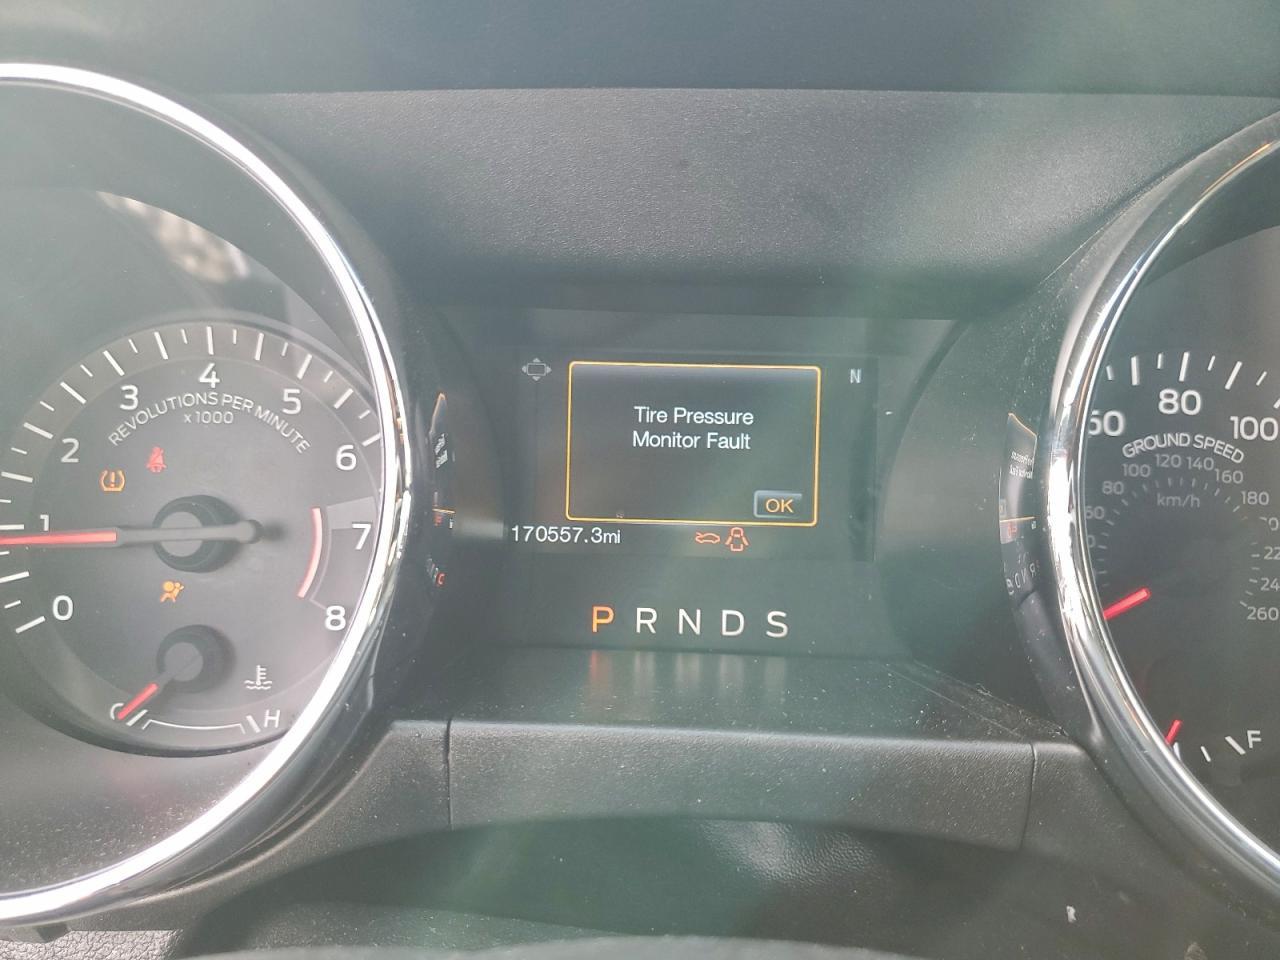 4
3
5
REVOLUTIONS PER MINUTE
x1000
2
6
1
7
0
8
C
H
N
Tire Pressure
Monitor Fault
OK
170557.3mi
P R N D S
80
100
GROUND SPEED
80 100 120 140 160 180
km/h
260
F